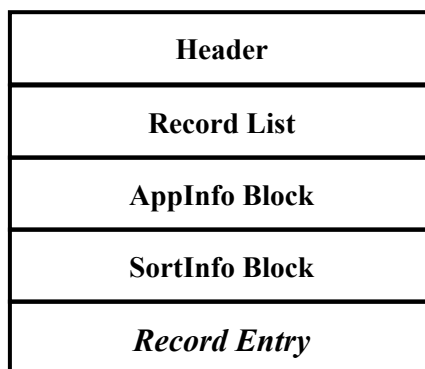 Header
Record List
AppInfo Block
SortInfo Block
Record Entry